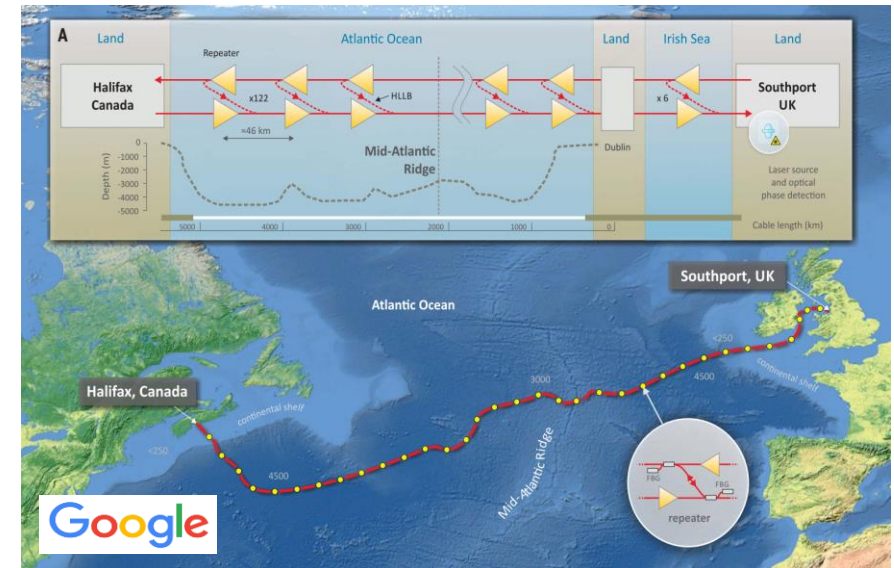 A
Land
Atlantic Ocean
Land
Irish Sea
Land
Repeater
Halifax
Canada
x122
HLLB
x 6
Southport
UK
≈46 km
Dublin
Mid-Atlantic
Ridge
Depth (m)
0
-1000
-2000
-3000
-4000
-5000
Laser source
and optical
phase detection
5000
4000
3000
2000
1000
0
Cable length (km)
Southport, UK
Atlantic Ocean
<250
continental shelf
4500
3000
Halifax, Canada
continental shelf
<250
4500
Mid-Atlantic Ridge
FBG
FBG
repeater
Google